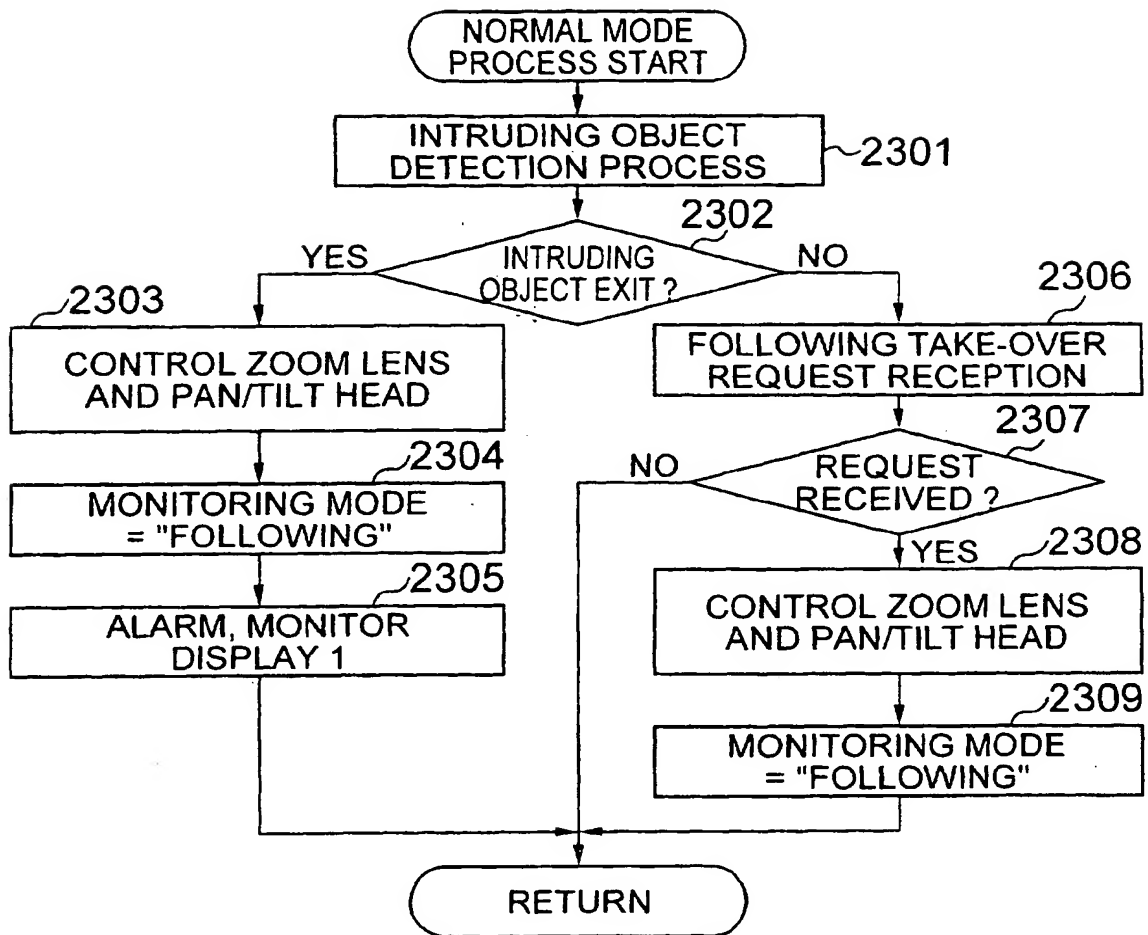 NORMAL MODE
PROCESS START
INTRUDING OBJECT
DETECTION PROCESS
2301
2302
YES
INTRUDING
OBJECT EXIT ?
NO
2303
CONTROL ZOOM LENS
AND PAN/TILT HEAD
2306
FOLLOWING TAKE-OVER
REQUEST RECEPTION
2304
MONITORING MODE
= "FOLLOWING"
2307
NO
REQUEST
RECEIVED ?
YES
2305
ALARM, MONITOR
DISPLAY 1
2308
CONTROL ZOOM LENS
AND PAN/TILT HEAD
2309
MONITORING MODE
= "FOLLOWING"
RETURN